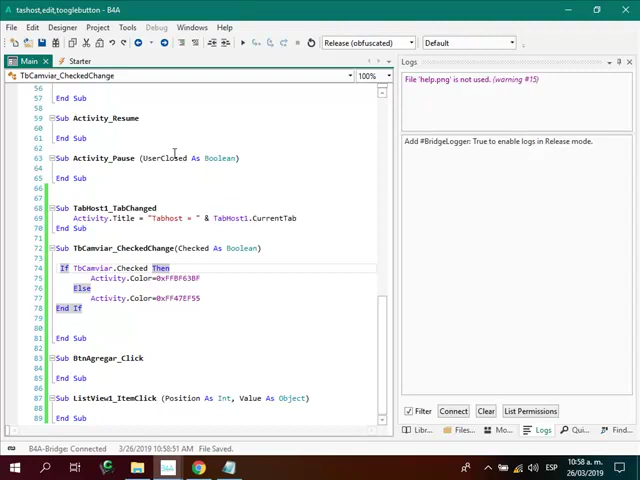 tashost,edit,tooglebutton - B4A
File Edit Designer Project Tools Debug Windows Help
Release (obfuscated) Default
Main Starter
TbCamviar_CheckedChange 100%
56
57 End Sub
58
59 Sub Activity_Resume
60
61 End Sub
62
63 Sub Activity_Pause (UserClosed As Boolean)
64
65 End Sub
66
67
68 Sub TabHost1_TabChanged
69 Activity.Title = "Tabhost = " & TabHost1.CurrentTab
70 End Sub
71
72 Sub TbCamviar_CheckedChange(Checked As Boolean)
73
74 If TbCamviar.Checked Then
75 Activity.Color=0xFFBF63BF
76 Else
77 Activity.Color=0xFF47EF55
78 End If
79
80
81 End Sub
82
83 Sub BtnAgregar_Click
84
85 End Sub
86
87 Sub ListView1_ItemClick (Position As Int, Value As Object)
88
89 End Sub
Logs
File 'help.png' is not used. (warning #15)
Add #BridgeLogger: True to enable logs in Release mode.
Filter Connect Clear List Permissions
Libr... Files... Mo... Logs Qui... Find...
B4A-Bridge: Connected 3/26/2019 10:58:51 AM File Saved.
B4A ESP 10:58 a. m.
26/03/2019